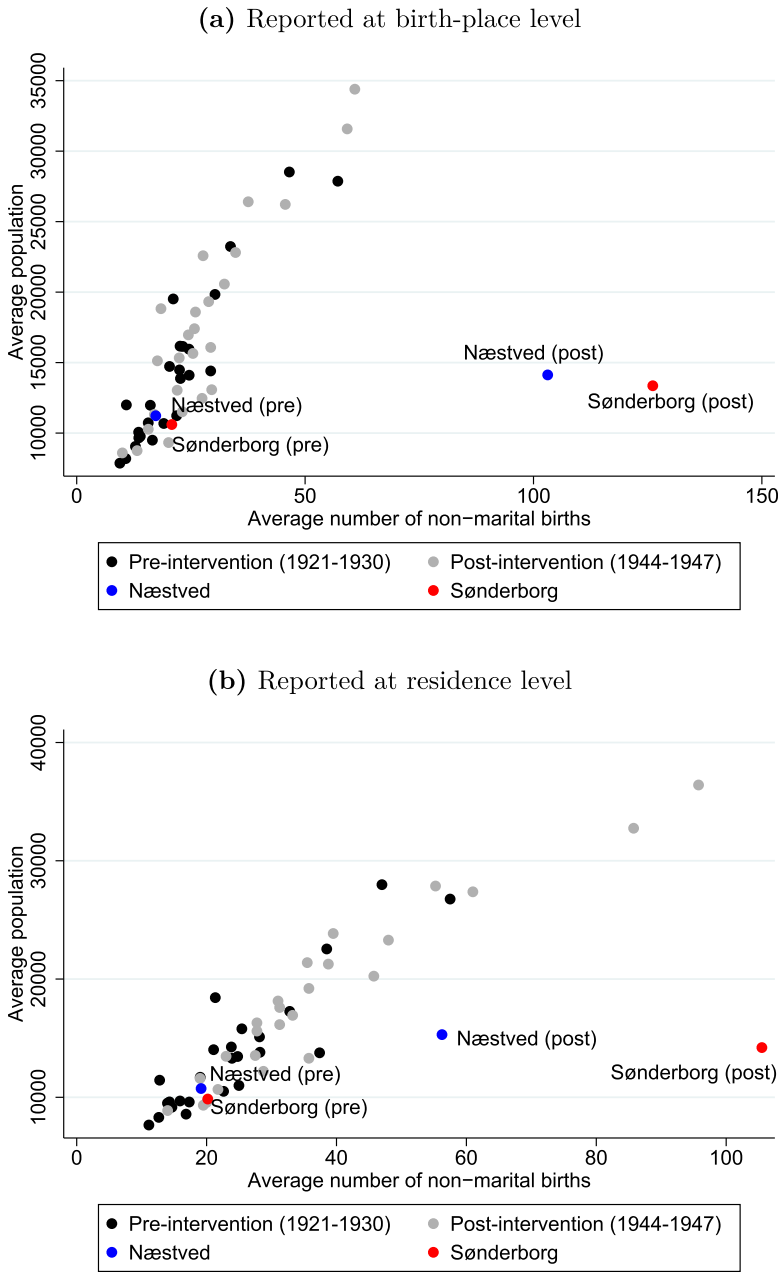 (a) Reported at birth-place level
35000
30000
25000
20000
15000
10000
Average population
Næstved (post)
Sønderborg (post)
Næstved (pre)
Sønderborg (pre)
0 50 100 150
Average number of non−marital births
Pre-intervention (1921-1930) Post-intervention (1944-1947)
Næstved Sønderborg
(b) Reported at residence level
40000
30000
20000
10000
Average population
Næstved (post)
Sønderborg (post)
Næstved (pre)
Sønderborg (pre)
0 20 40 60 80 100
Average number of non−marital births
Pre-intervention (1921-1930) Post-intervention (1944-1947)
Næstved Sønderborg